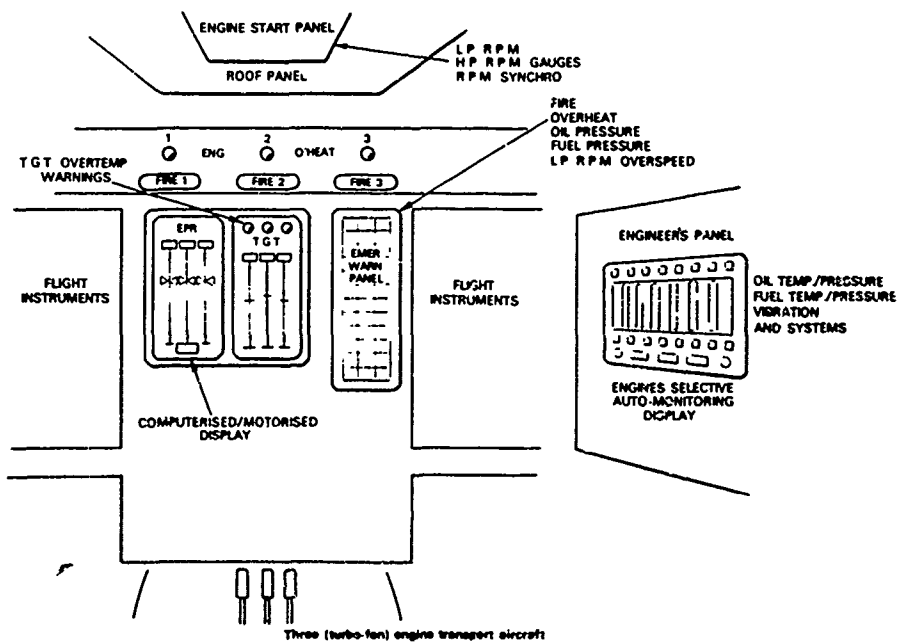 ENGINE START PANEL
ROOF PANEL
LP RPM
HP RPM GAUGES
RPM SYNCHRO
FIRE
OVERHEAT
OIL PRESSURE
FUEL PRESSURE
LP RPM OVERSPEED
1 2 3
ENG O'HEAT
TGT OVERTEMP
WARNINGS
FIRE 1 FIRE 2 FIRE 3
EPR
TGT
EMER
WARN
PANEL
FLIGHT
INSTRUMENTS
FLIGHT
INSTRUMENTS
COMPUTERISED/MOTORISED
DISPLAY
ENGINEER'S PANEL
OIL TEMP./PRESSURE
FUEL TEMP./PRESSURE
VIBRATION
AND SYSTEMS
ENGINES SELECTIVE
AUTO-MONITORING
DISPLAY
Three (turbo-fan) engine transport aircraft